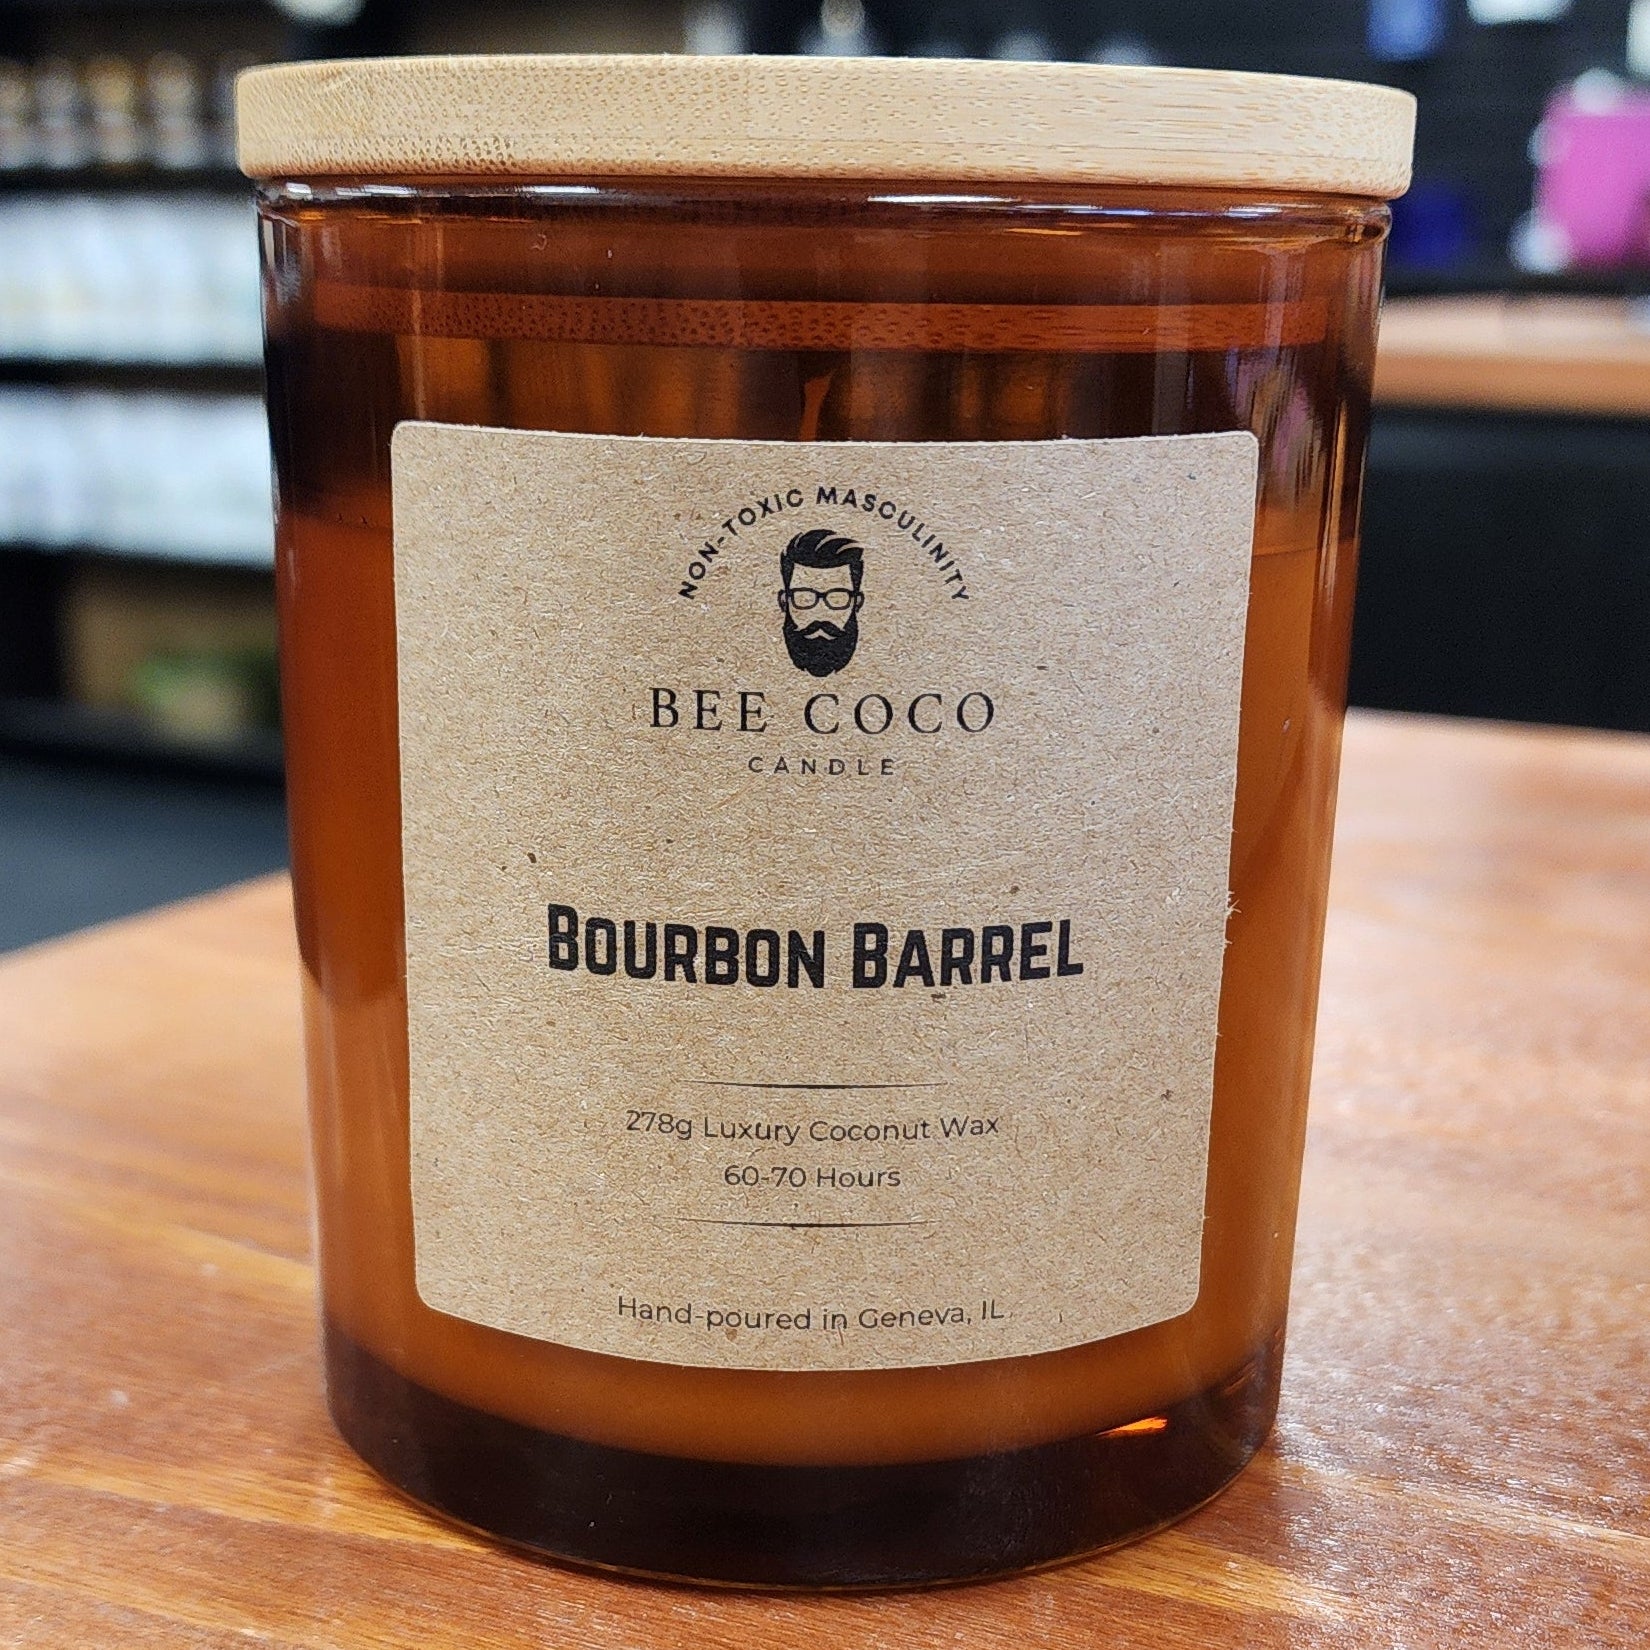 NON-TOXIC MASCULINITY
BEE COCO
CANDLE
BOURBON BARREL
278g Luxury Coconut Wax
60-70 Hours
Hand-poured in Geneva, IL